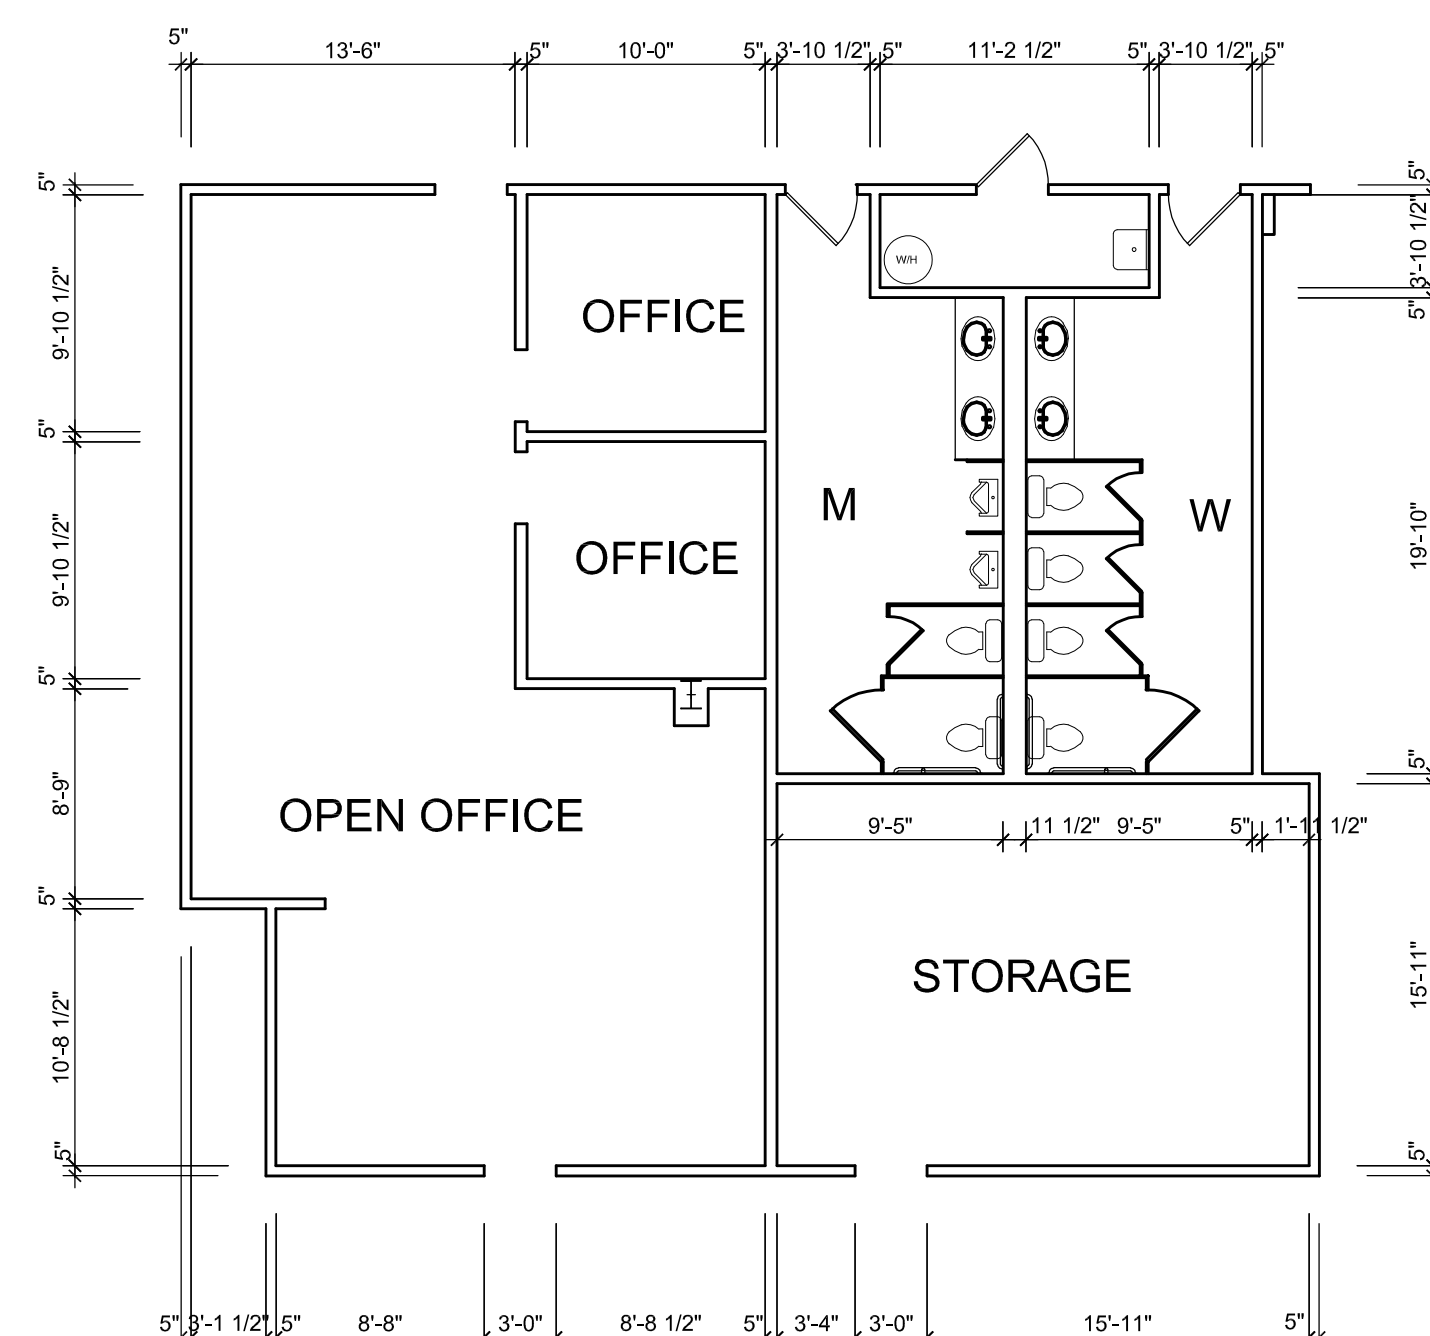 5" 13'-6" 5" 10'-0" 5" 3'-10 1/2" 5" 11'-2 1/2" 5" 3'-10 1/2" 5"
5"
9'-10 1/2"
5"
9'-10 1/2"
5"
8'-9"
5"
10'-8 1/2"
5"
W/H
OFFICE
OFFICE
M
W
OPEN OFFICE
9'-5" 11 1/2" 9'-5" 5" 1'-11 1/2"
STORAGE
5"
3'-10 1/2"
5"
19'-10"
5"
15'-11"
5"
5" 3'-1 1/2" 5" 8'-8" 3'-0" 8'-8 1/2" 5" 3'-4" 3'-0" 15'-11" 5"